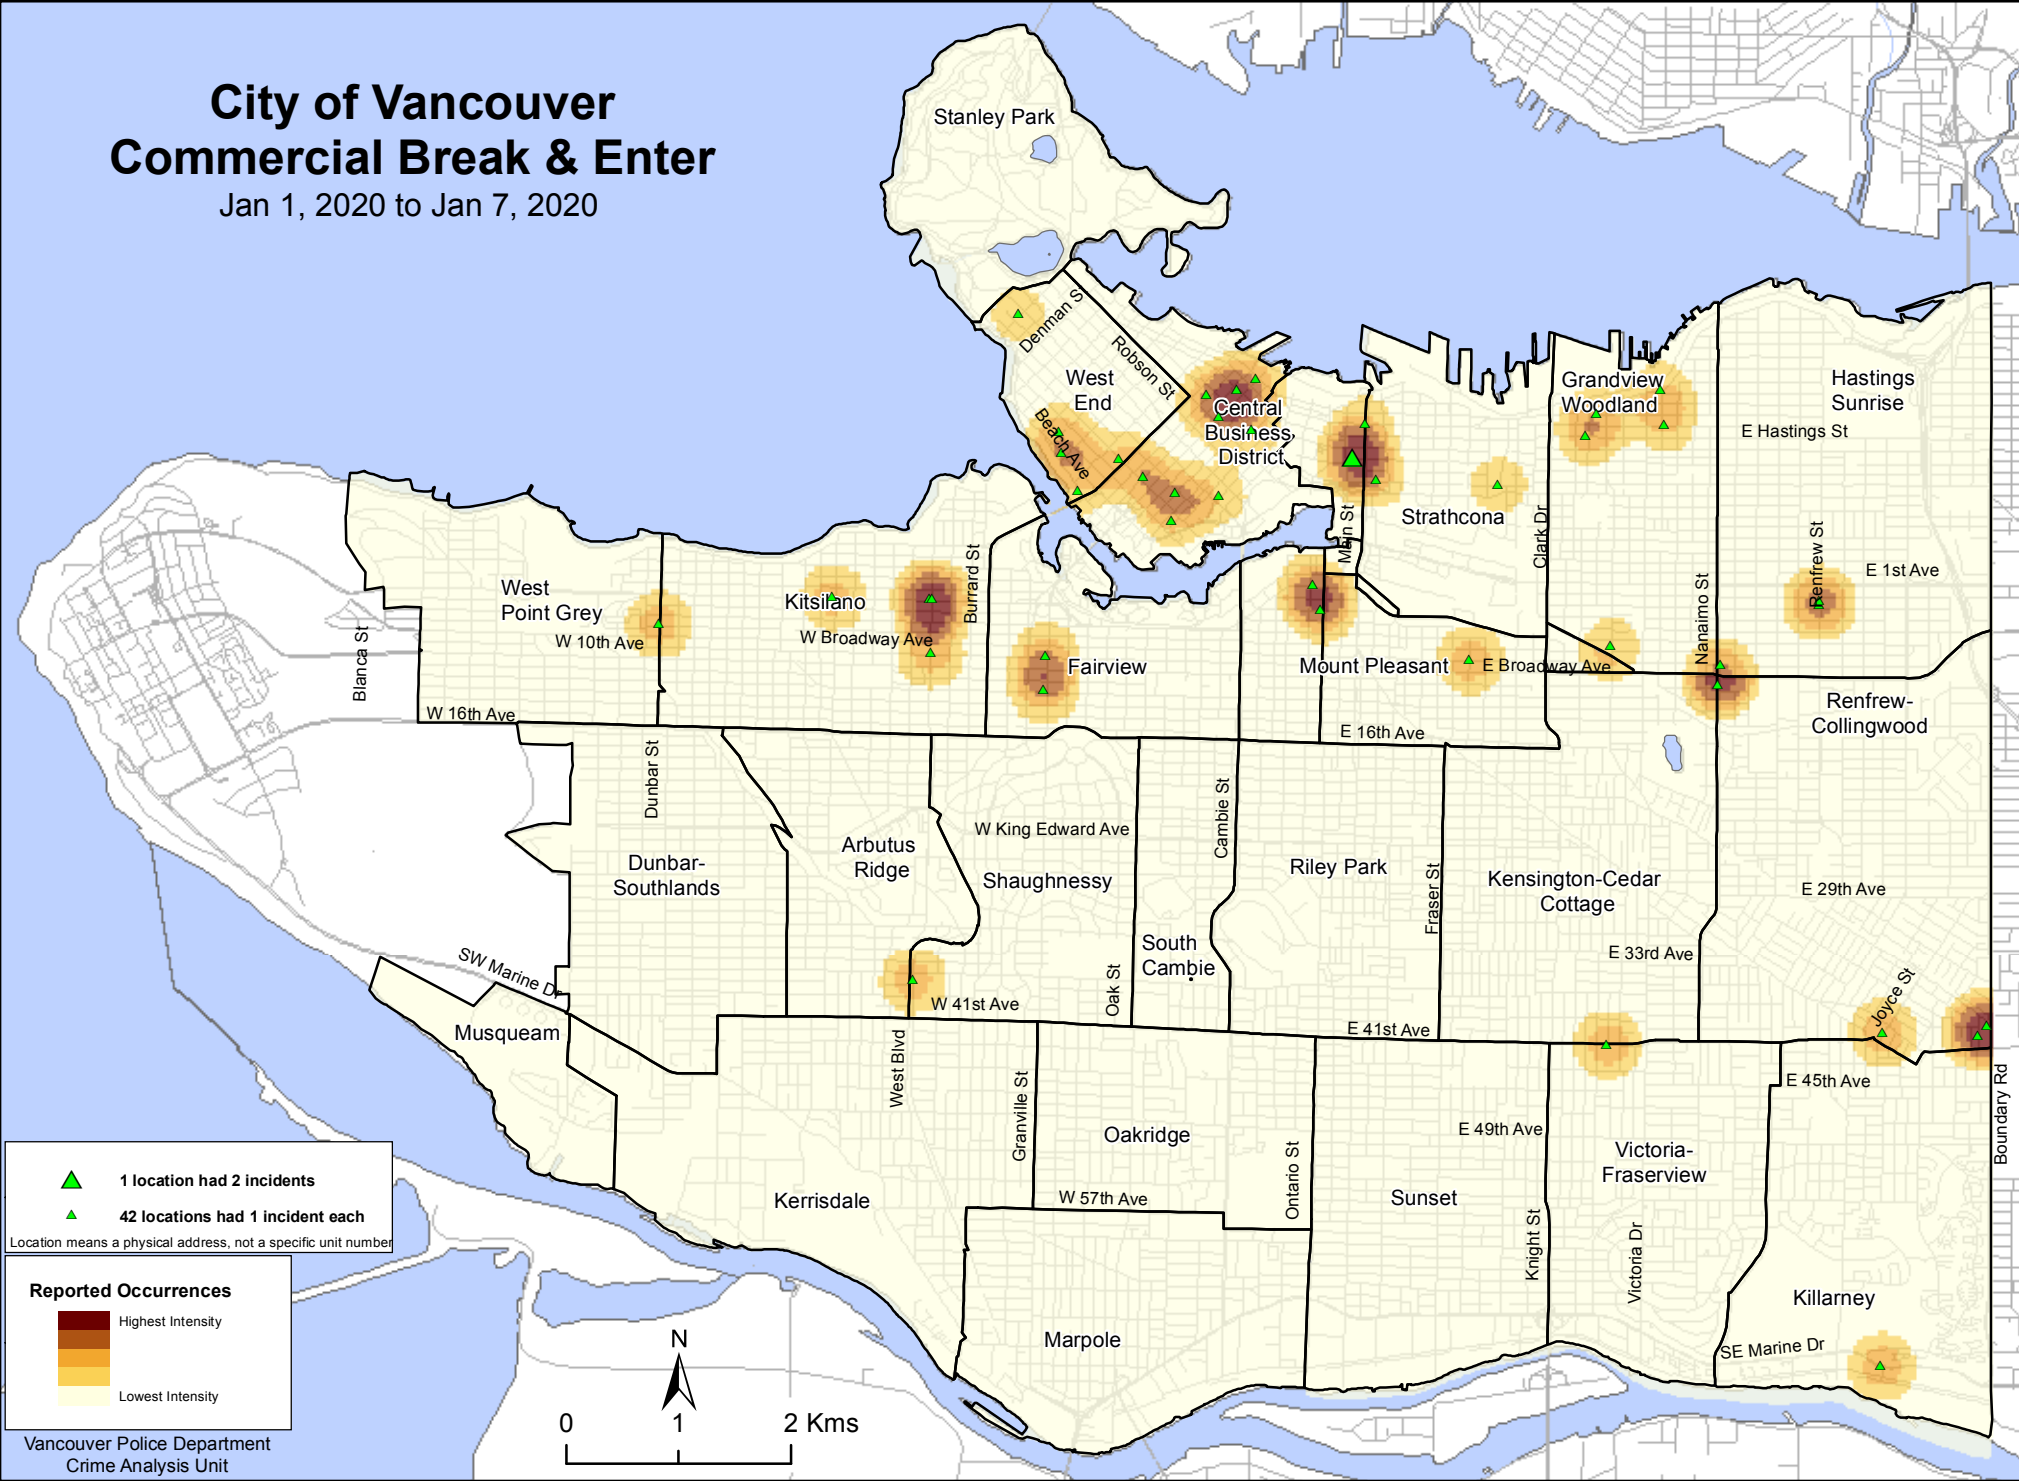 City of Vancouver
Commercial Break & Enter
Jan 1, 2020 to Jan 7, 2020
Stanley Park
Denman S
Robson St
West
End
Beach Ave
Central
Business
District
Grandview
Woodland
Hastings
Sunrise
E Hastings St
Strathcona
Main St
Clark Dr
Nanaimo St
Renfrew St
E 1st Ave
West
Point Grey
W 10th Ave
Blanca St
Kitsilano
W Broadway Ave
Burrard St
Fairview
Mount Pleasant
E Broadway Ave
Renfrew-
Collingwood
W 16th Ave
E 16th Ave
Dunbar St
Dunbar-
Southlands
Arbutus
Ridge
W King Edward Ave
Shaughnessy
Cambie St
South
Cambie
Oak St
Riley Park
Fraser St
Kensington-Cedar
Cottage
E 29th Ave
E 33rd Ave
Joyce St
SW Marine Dr
Musqueam
W 41st Ave
E 41st Ave
West Blvd
Granville St
Oakridge
Ontario St
E 45th Ave
Boundary Rd
E 49th Ave
Victoria-
Fraserview
Kerrisdale
W 57th Ave
Sunset
Knight St
Victoria Dr
Killarney
SE Marine Dr
Marpole
1 location had 2 incidents
42 locations had 1 incident each
Location means a physical address, not a specific unit number
Reported Occurrences
Highest Intensity
Lowest Intensity
N
0 1 2 Kms
Vancouver Police Department
Crime Analysis Unit